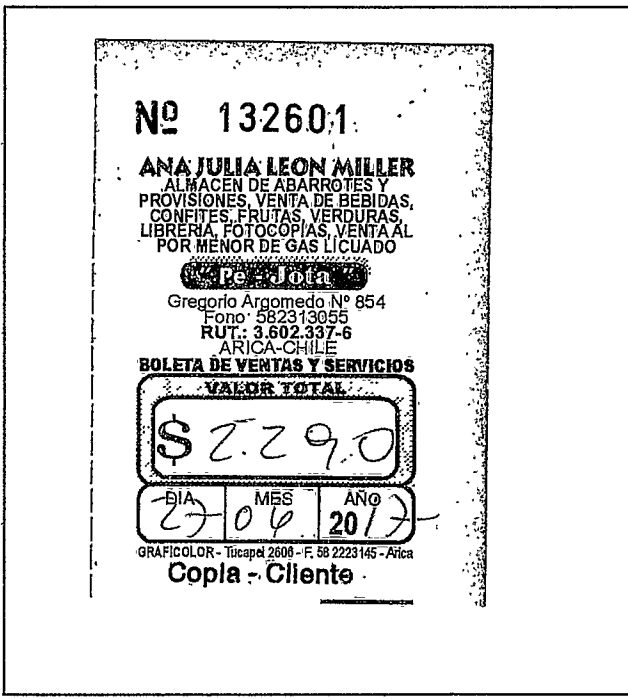 Nº 132601
ANA JULIA LEON MILLER
ALMACEN DE ABARROTES Y
PROVISIONES, VENTA DE BEBIDAS,
CONFITES, FRUTAS, VERDURAS,
LIBRERIA, FOTOCOPIAS, VENTA AL
POR MENOR DE GAS LICUADO
"Pe - Jota"
Gregorio Argomedo Nº 854
Fono: 582313055
RUT.: 3.602.337-6
ARICA-CHILE
BOLETA DE VENTAS Y SERVICIOS
VALOR TOTAL
$ 2.290
DIA MES AÑO
27- 06 2017-
GRAFICOLOR - Tucapel 2606 - F. 58 2223145 - Arica
Copia - Cliente